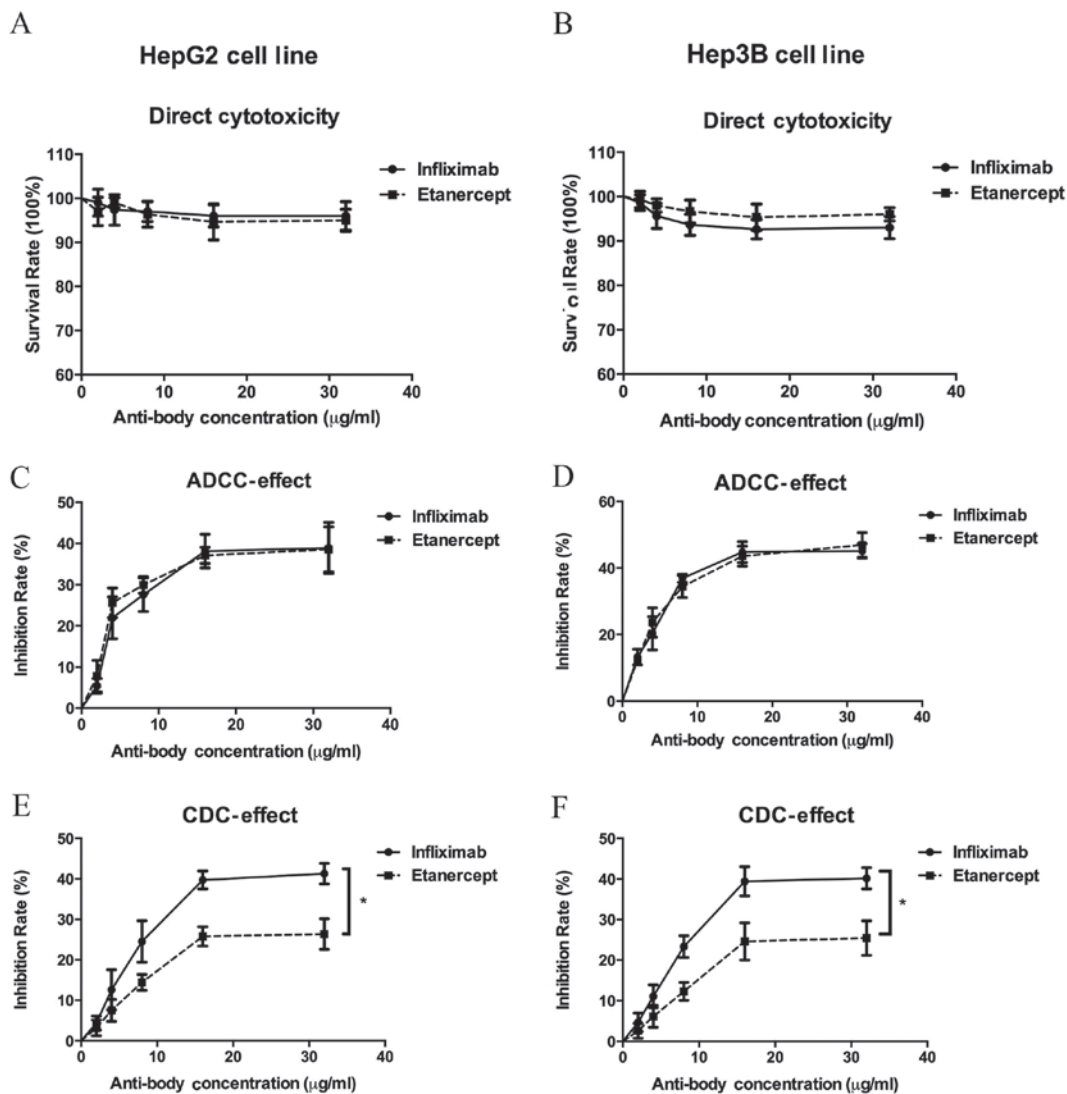 A
HepG2 cell line
Direct cytotoxicity
110
100
90
80
70
60
Survival Rate (100%)
Infliximab
Etanercept
0 10 20 30 40
Anti-body concentration (μg/ml)
B
Hep3B cell line
Direct cytotoxicity
110
100
90
80
70
60
Rate (100%)
Infliximab
Etanercept
0 10 20 30 40
Anti-body concentration (μg/ml)
C
ADCC-effect
50
40
30
20
10
0
Inhibition Rate (%)
Infliximab
Etanercept
0 10 20 30 40
Anti-body concentration (μg/ml)
D
ADCC-effect
60
40
20
0
Inhibition Rate (%)
Infliximab
Etanercept
0 10 20 30 40
Anti-body concentration (μg/ml)
E
CDC-effect
50
40
30
20
10
0
Inhibition Rate (%)
Infliximab
Etanercept
*
0 10 20 30 40
Anti-body concentration (μg/ml)
F
CDC-effect
50
40
30
20
10
0
Inhibition Rate (%)
Infliximab
Etanercept
*
0 10 20 30 40
Anti-body concentration (μg/ml)